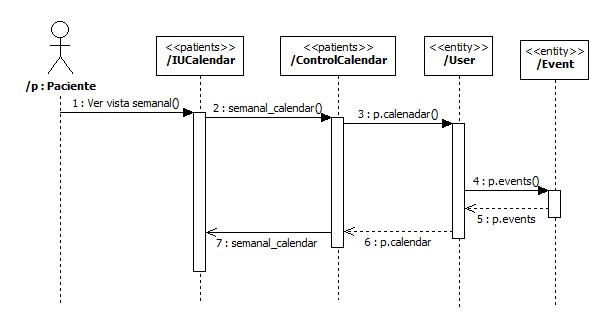 <<patients>>
/IUCalendar
<<patients>>
/ControlCalendar
<<entity>>
/User
<<entity>>
/Event
/p : Paciente
1 : Ver vista semanal()
2 : semanal_calendar()
3 : p.calenadar()
4 : p.events()
5 : p.events
6 : p.calendar
7 : semanal_calendar